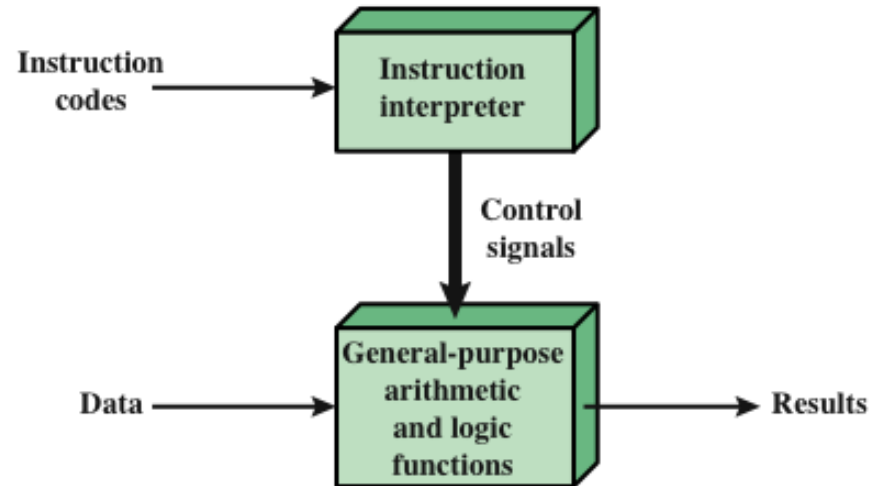 Instruction
codes
Instruction
interpreter
Control
signals
Data
General-purpose
arithmetic
and logic
functions
Results